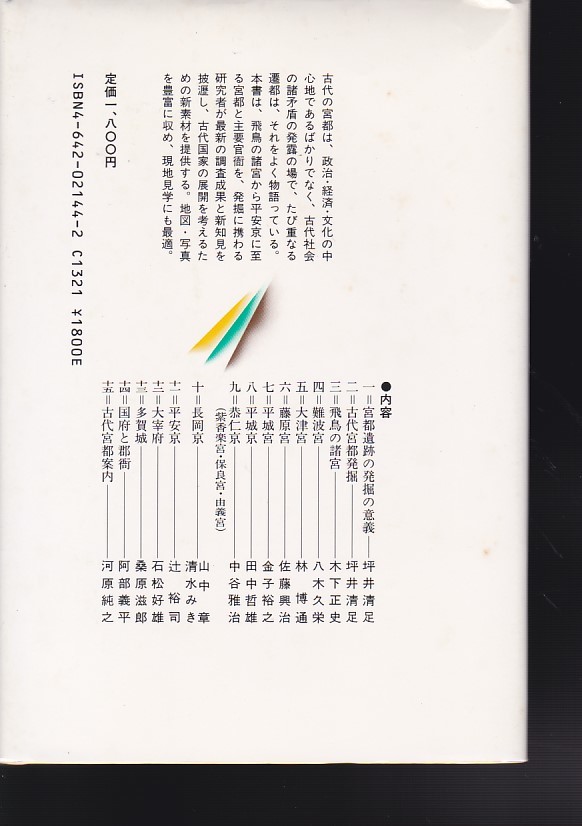 古代の宮都は、政治・経済・文化の中
心地であるばかりでなく、古代社会
の諸矛盾の発露の場で、たび重なる
遷都は、それをよく物語っている。
本書は、飛鳥の諸宮から平安京に至
る宮都と主要官衙を、発掘に携わる
研究者が最新の調査成果と新知見を
披瀝し、古代国家の展開を考えるた
めの新素材を提供する。地図・写真
を豊富に収め、現地見学にも最適。
定価一、八〇〇円
ISBN4-642-02144-2 C1321 ¥1800E
●内容
一＝宮都遺跡の発掘の意義――坪井清足
二＝古代宮都発掘――坪井清足
三＝飛鳥の諸宮――木下正史
四＝難波宮――八木久栄
五＝大津宮――林 博通
六＝藤原宮――佐藤興治
七＝平城宮――金子裕之
八＝平城京――田中哲雄
九＝恭仁京――中谷雅治
（紫香楽宮・保良宮・由義宮）
十＝長岡京――山中 章
清水みき
十一＝平安京――辻 裕司
十二＝大宰府――石松好雄
十三＝多賀城――桑原滋郎
十四＝国府と郡衙――阿部義平
十五＝古代宮都案内――河原純之